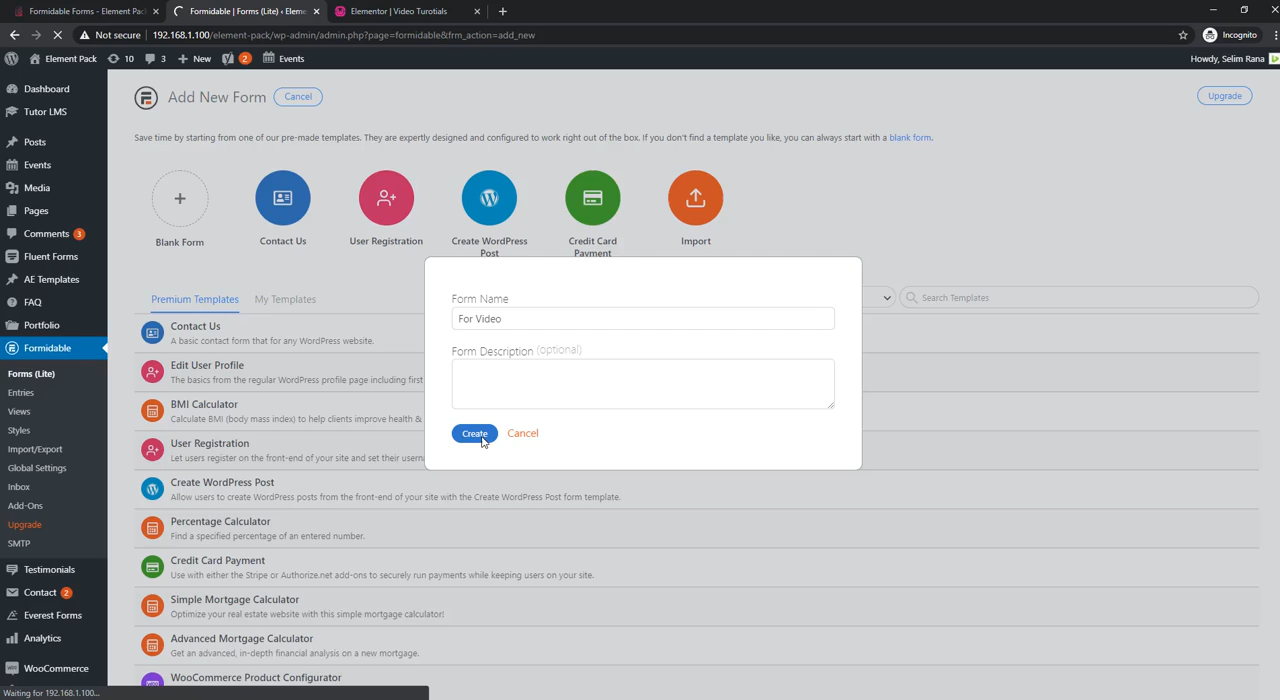 Formidable Forms - Element Pack
Formidable | Forms (Lite) ‹ Eleme
Elementor | Video Turotials
Not secure
192.168.1.100/element-pack/wp-admin/admin.php?page=formidable&frm_action=add_new
Incognito
Element Pack
10
3
New
2
Events
Howdy, Selim Rana
Dashboard
Tutor LMS
Posts
Events
Media
Pages
Comments 3
Fluent Forms
AE Templates
FAQ
Portfolio
Formidable
Forms (Lite)
Entries
Views
Styles
Import/Export
Global Settings
Inbox
Add-Ons
Upgrade
SMTP
Testimonials
Contact 2
Everest Forms
Analytics
WooCommerce
Add New Form
Cancel
Upgrade
Save time by starting from one of our pre-made templates. They are expertly designed and configured to work right out of the box. If you don't find a template you like, you can always start with a blank form.
Blank Form
Contact Us
User Registration
Create WordPress
Post
Credit Card
Payment
Import
Premium Templates
My Templates
Search Templates
Contact Us
A basic contact form that for any WordPress website.
Edit User Profile
The basics from the regular WordPress profile page including first
BMI Calculator
Calculate BMI (body mass index) to help clients improve health &
User Registration
Let users register on the front-end of your site and set their usern
Create WordPress Post
Allow users to create WordPress posts from the front-end of your site with the Create WordPress Post form template.
Percentage Calculator
Find a specified percentage of an entered number.
Credit Card Payment
Use with either the Stripe or Authorize.net add-ons to securely run payments while keeping users on your site.
Simple Mortgage Calculator
Optimize your real estate website with this simple mortgage calculator!
Advanced Mortgage Calculator
Get an advanced, in-depth financial analysis on a new mortgage.
WooCommerce Product Configurator
Form Name
For Video
Form Description (optional)
Create
Cancel
Waiting for 192.168.1.100...